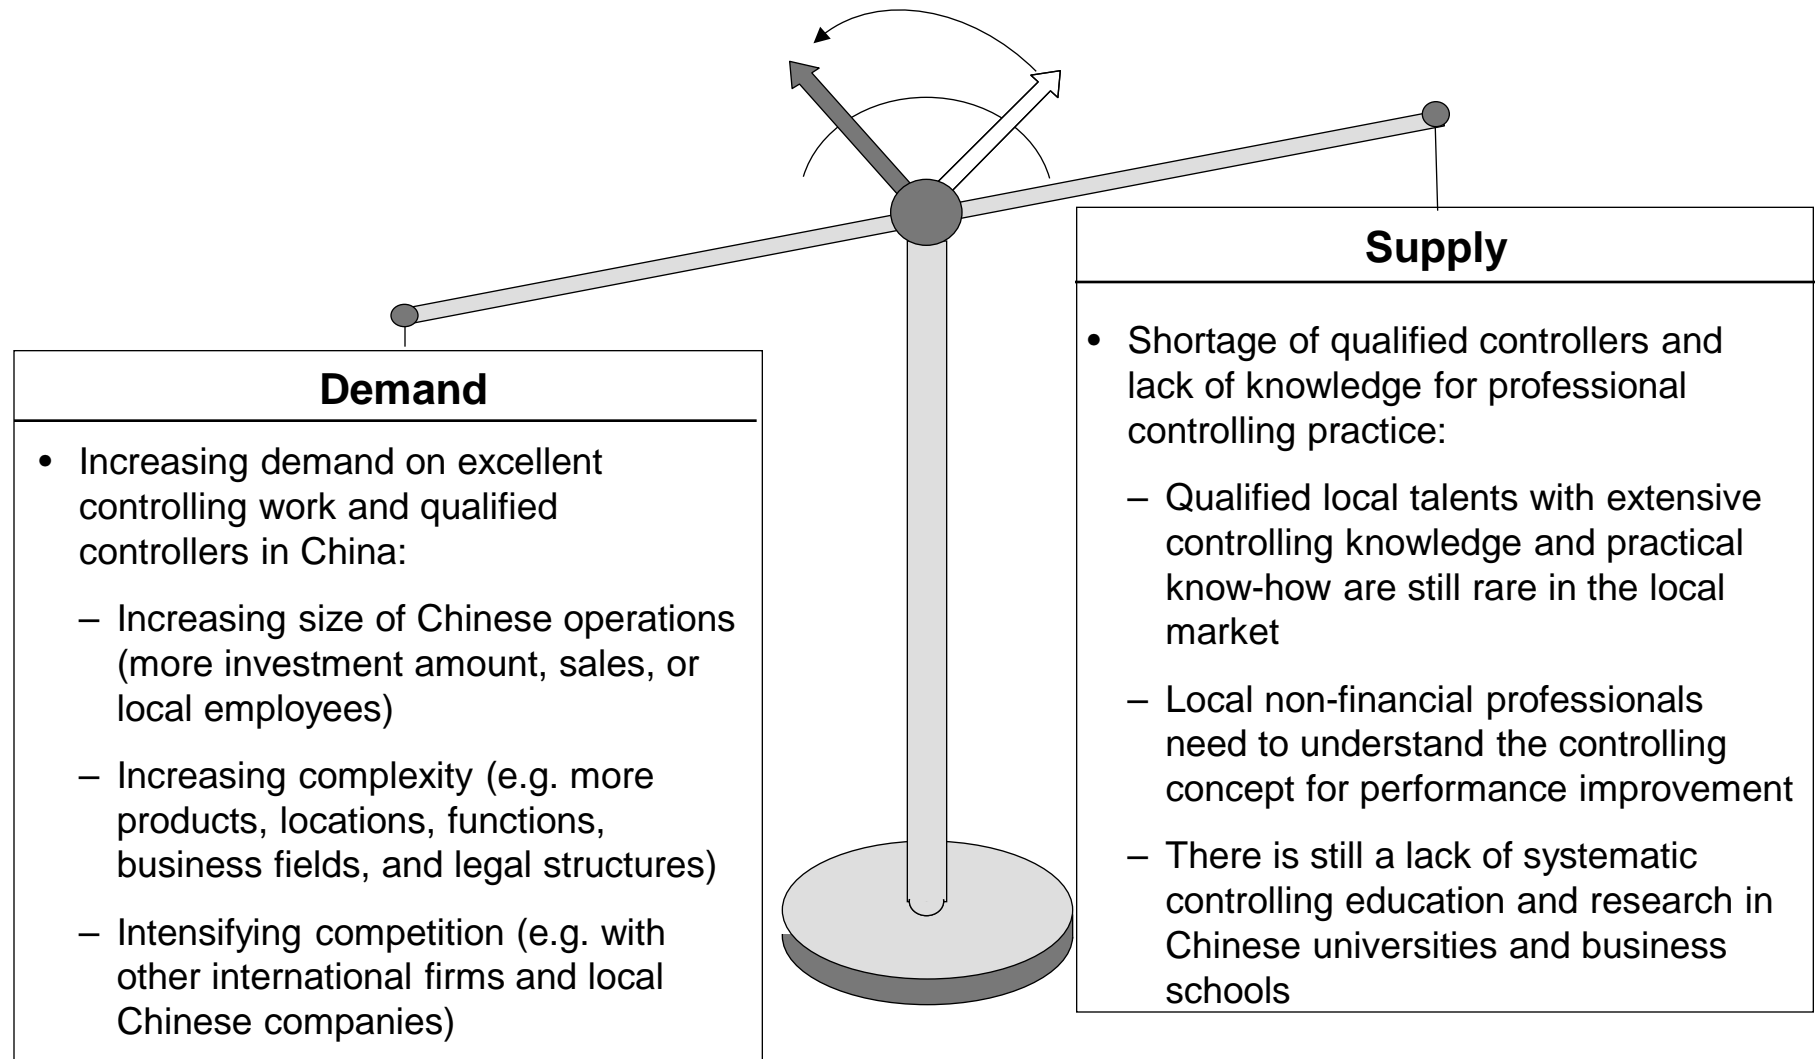 Demand
• Increasing demand on excellent
controlling work and qualified
controllers in China:
– Increasing size of Chinese operations
(more investment amount, sales, or
local employees)
– Increasing complexity (e.g. more
products, locations, functions,
business fields, and legal structures)
– Intensifying competition (e.g. with
other international firms and local
Chinese companies)
Supply
• Shortage of qualified controllers and
lack of knowledge for professional
controlling practice:
– Qualified local talents with extensive
controlling knowledge and practical
know-how are still rare in the local
market
– Local non-financial professionals
need to understand the controlling
concept for performance improvement
– There is still a lack of systematic
controlling education and research in
Chinese universities and business
schools